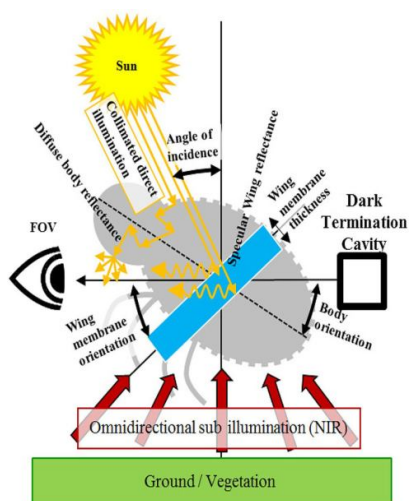 Sun
Collimated direct
illumination
Angle of
incidence
Diffuse body reflectance
Specular Wing reflectance
Wing
membrane
thickness
Dark
Termination
Cavity
FOV
Wing
membrane
orientation
Body
orientation
Omnidirectional sub illumination (NIR)
Ground / Vegetation